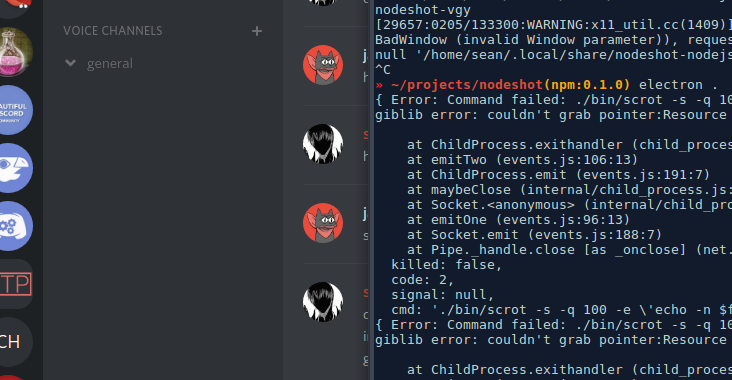 VOICE CHANNELS
general
AUTIFUL
SCORD
COMMUNITY
TP
CH
nodeshot-vgy
[29657:0205/133300:WARNING:x11_util.cc(1409)]
BadWindow (invalid Window parameter)), reques
null '/home/sean/.local/share/nodeshot-nodejs
^C
» ~/projects/nodeshot(npm:0.1.0) electron .
{ Error: Command failed: ./bin/scrot -s -q 10
giblib error: couldn't grab pointer:Resource
at ChildProcess.exithandler (child_proces
at emitTwo (events.js:106:13)
at ChildProcess.emit (events.js:191:7)
at maybeClose (internal/child_process.js:
at Socket.<anonymous> (internal/child_pro
at emitOne (events.js:96:13)
at Socket.emit (events.js:188:7)
at Pipe._handle.close [as _onclose] (net.
killed: false,
code: 2,
signal: null,
cmd: './bin/scrot -s -q 100 -e \'echo -n $f
{ Error: Command failed: ./bin/scrot -s -q 10
giblib error: couldn't grab pointer:Resource
at ChildProcess.exithandler (child_proces